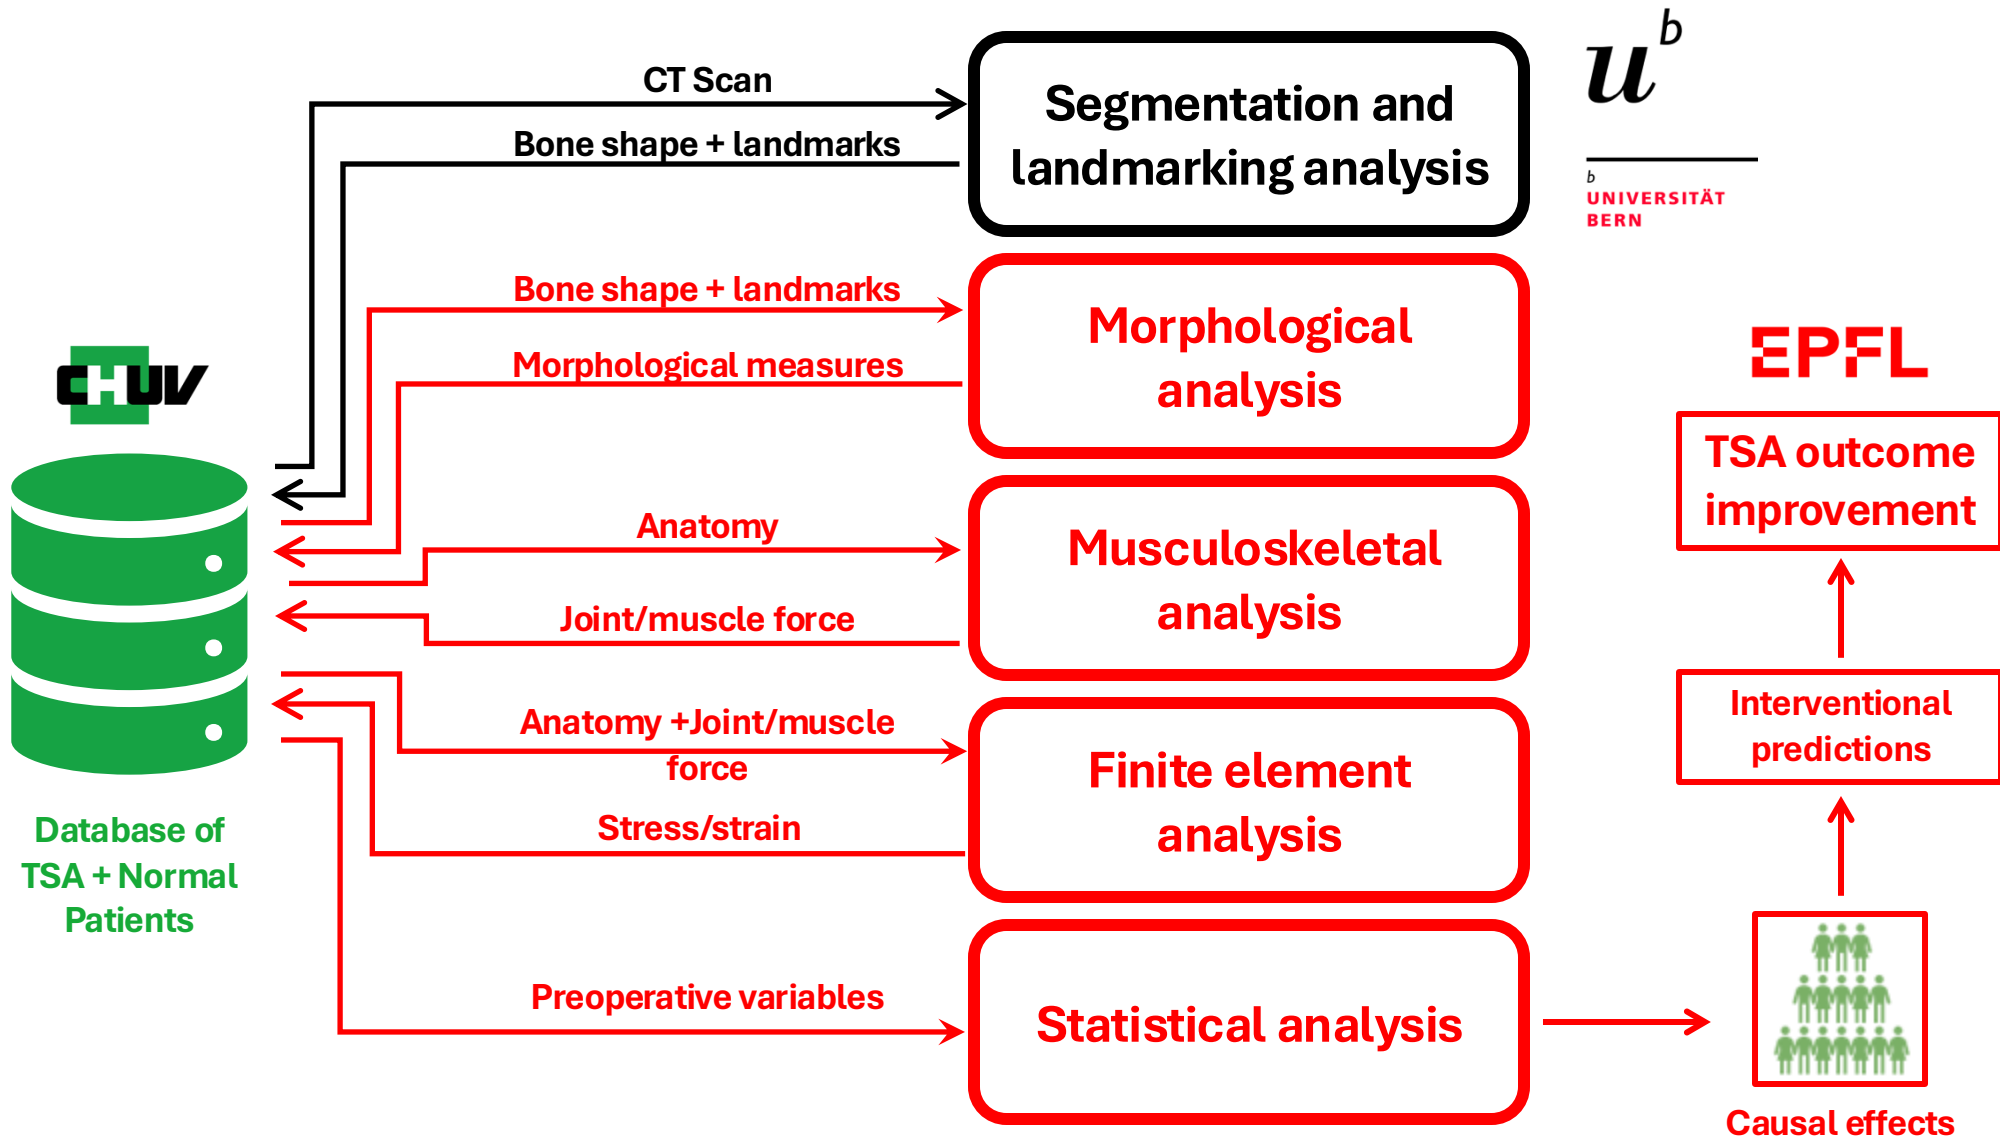 CT Scan
Bone shape + landmarks
Segmentation and
landmarking analysis
u
b
b
UNIVERSITÄT
BERN
Bone shape + landmarks
Morphological measures
Morphological
analysis
CHUV
EPFL
TSA outcome
improvement
Anatomy
Joint/muscle force
Musculoskeletal
analysis
Anatomy +Joint/muscle
force
Stress/strain
Finite element
analysis
Interventional
predictions
Database of
TSA + Normal
Patients
Preoperative variables
Statistical analysis
Causal effects